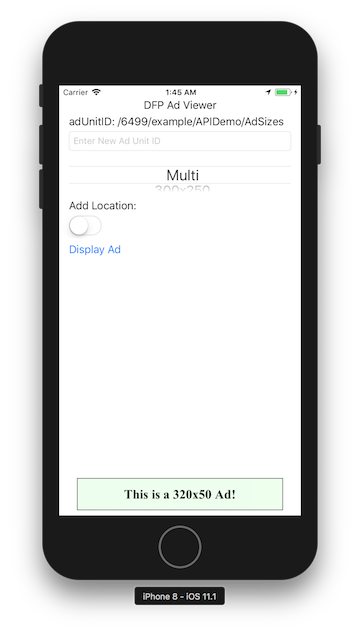 Carrier 1:45 AM
DFP Ad Viewer
adUnitID: /6499/example/APIDemo/AdSizes
Enter New Ad Unit ID
Multi
300x250
Add Location:
Display Ad
This is a 320x50 Ad!
iPhone 8 - iOS 11.1